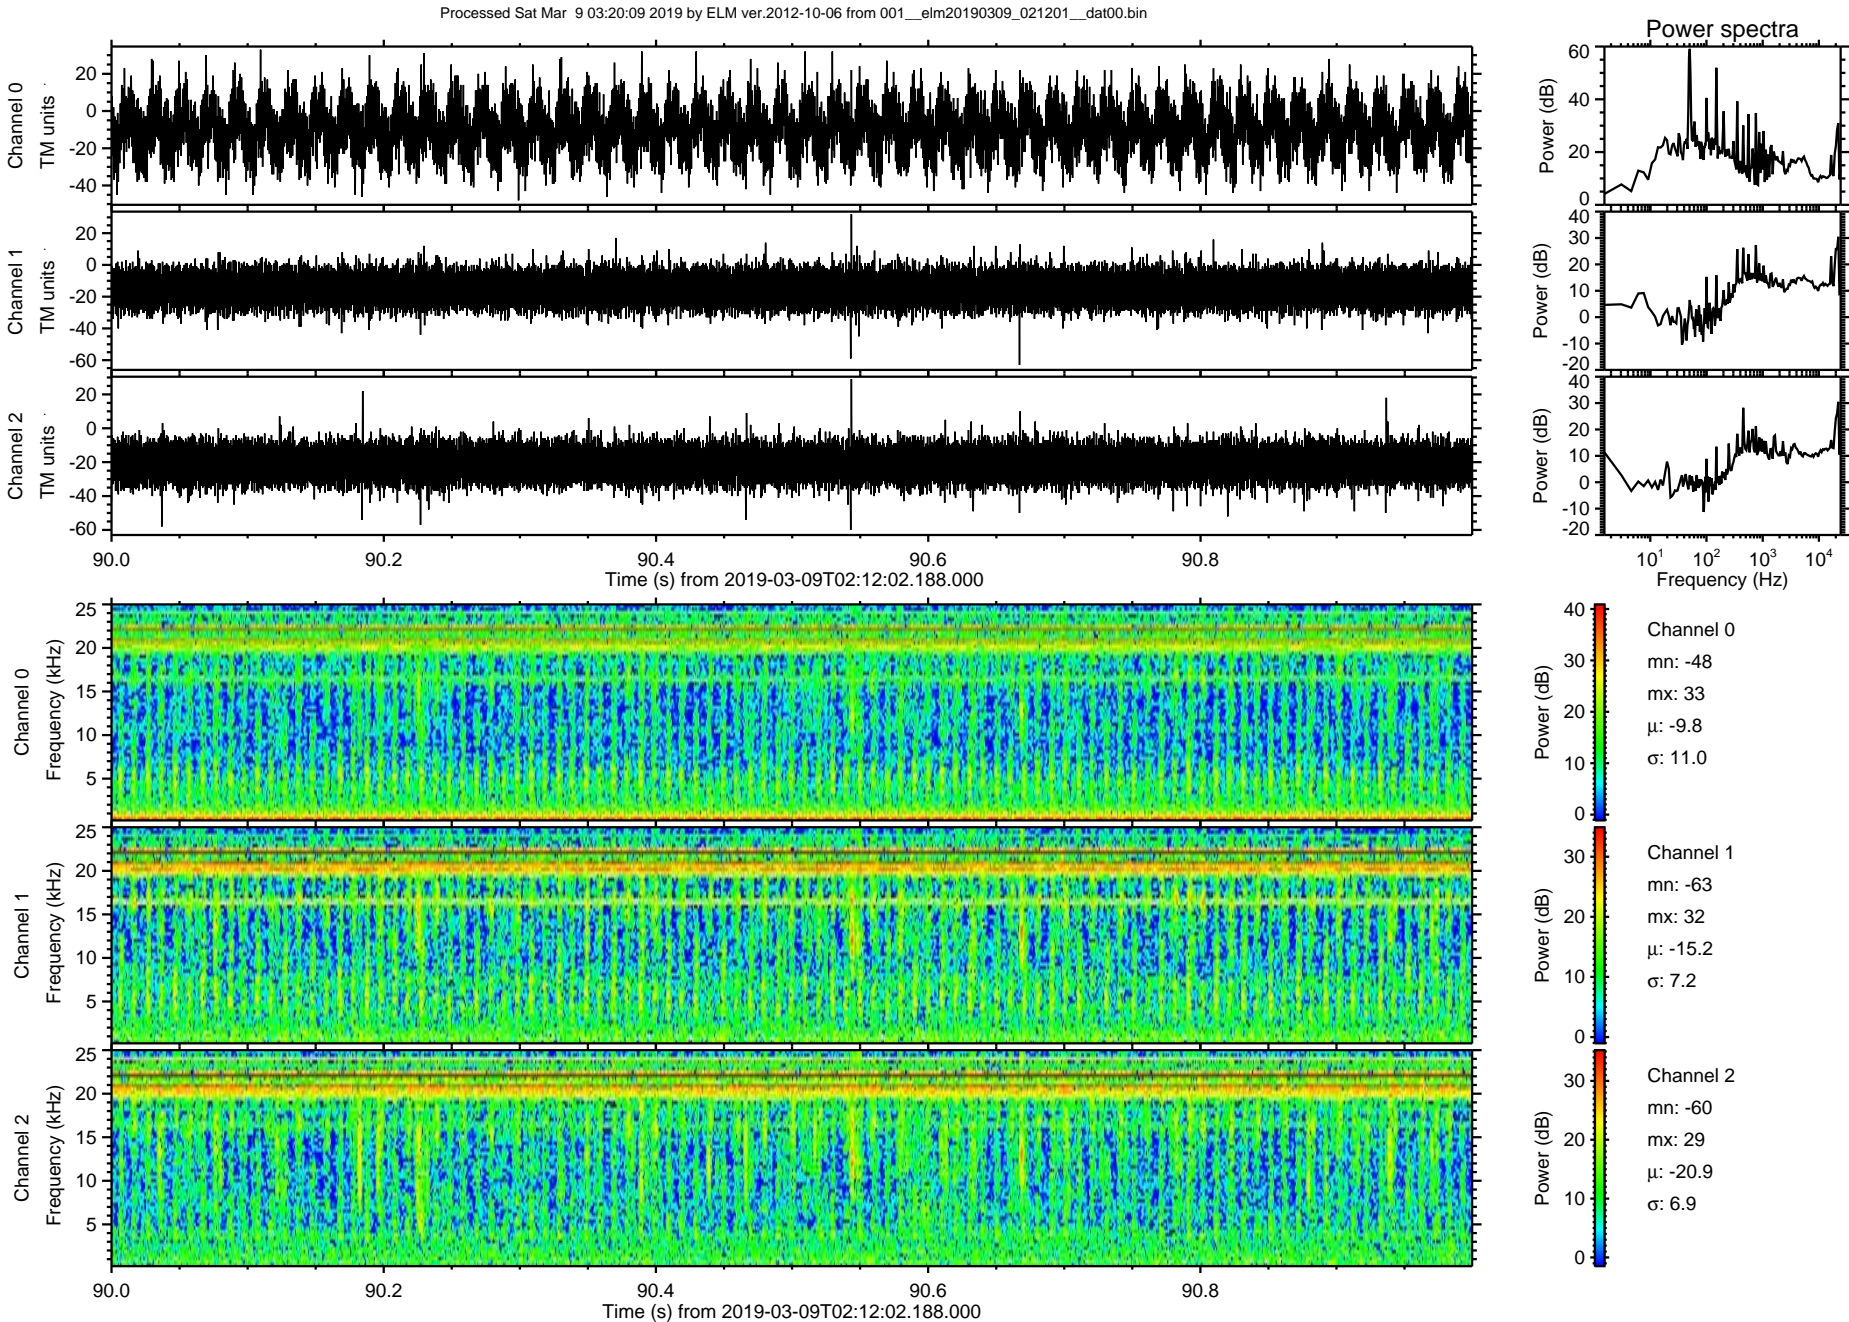 Processed Sat Mar  9 03:20:09 2019 by ELM ver.2012-10-06 from 001__elm20190309_021201__dat00.bin
Power spectra
Channel 0
TM units
20
0
-20
-40
Power (dB)
60
40
20
0
Channel 1
TM units
20
0
-20
-40
-60
Power (dB)
40
30
20
10
0
-10
-20
Channel 2
TM units
20
0
-20
-40
-60
Power (dB)
40
30
20
10
0
-10
-20
90.0 90.2 90.4 90.6 90.8
Time (s) from 2019-03-09T02:12:02.188.000
10^1 10^2 10^3 10^4
Frequency (Hz)
Channel 0
Frequency (kHz)
25
20
15
10
5
Power (dB)
40
30
20
10
0
Channel 0
mn: -48
mx: 33
μ: -9.8
σ: 11.0
Channel 1
Frequency (kHz)
25
20
15
10
5
Power (dB)
30
20
10
0
Channel 1
mn: -63
mx: 32
μ: -15.2
σ: 7.2
Channel 2
Frequency (kHz)
25
20
15
10
5
Power (dB)
30
20
10
0
Channel 2
mn: -60
mx: 29
μ: -20.9
σ: 6.9
90.0 90.2 90.4 90.6 90.8
Time (s) from 2019-03-09T02:12:02.188.000